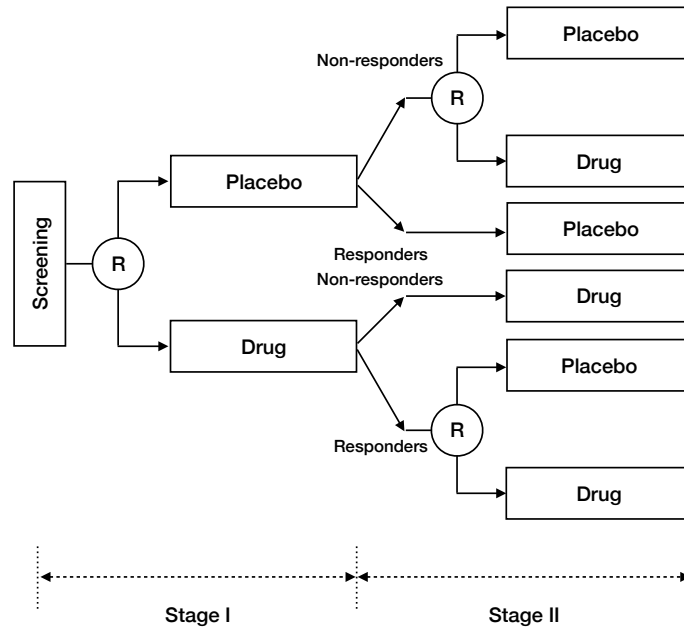 Placebo
Non-responders
R
Drug
Placebo
Placebo
Screening
R
Responders
Non-responders
Drug
Drug
Placebo
R
Responders
Drug
Stage I
Stage II